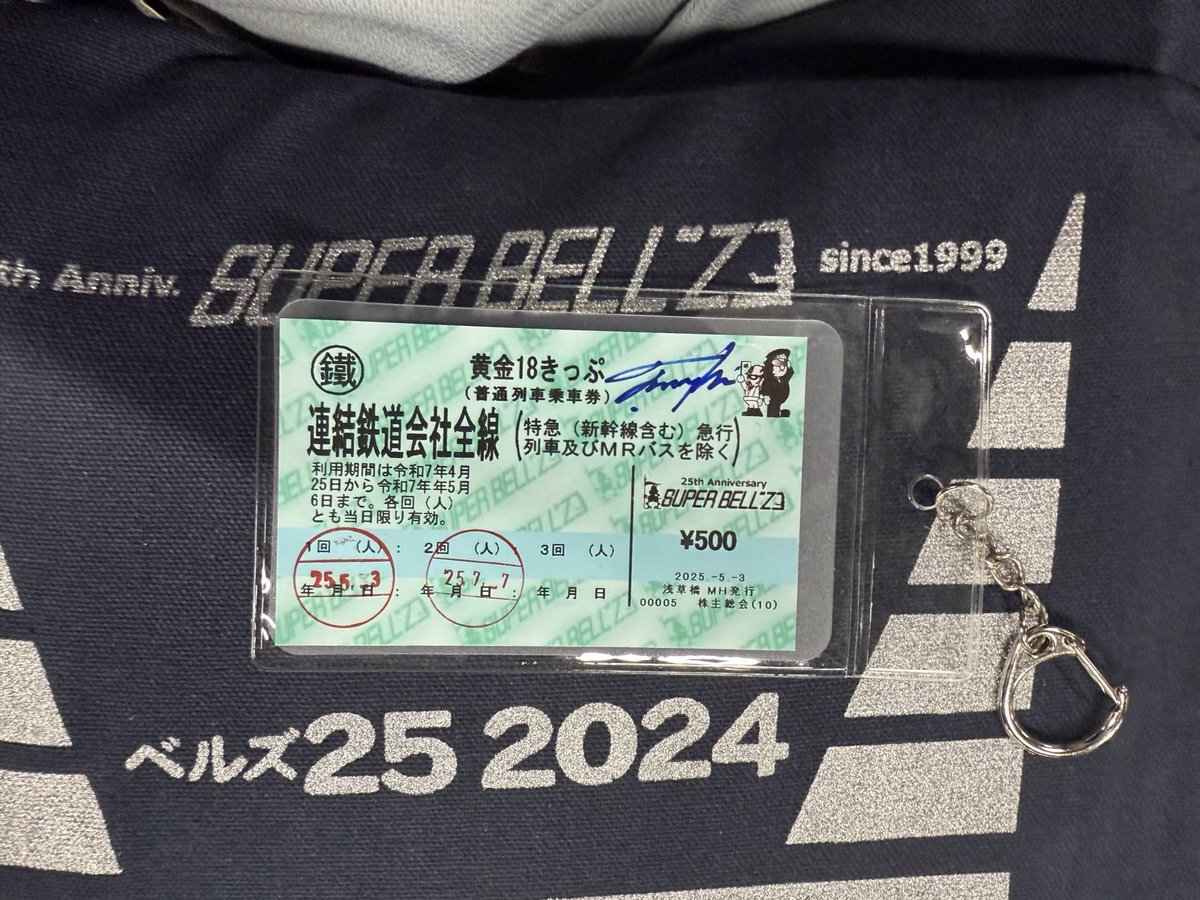 th Anniv. SUPER BELL"Z∃ since1999
鐵 黄金18きっぷ
(普通列車乗車券)
連結鉄道会社全線 (特急(新幹線含む)急行
列車及びMRバスを除く)
利用期間は令和7年4月
25日から令和7年年5月
6日まで。各回(人)
とも当日限り有効。
25th Anniversary
SUPER BELL"Z∃
¥500
1回 (人): 2回 (人): 3回 (人)
25.5.-3 25.7.-7
年 月 日: 年 月 日: 年 月 日
2025.-5.-3
浅草橋 MH発行
00005 株主総会(10)
ベルズ25 2024